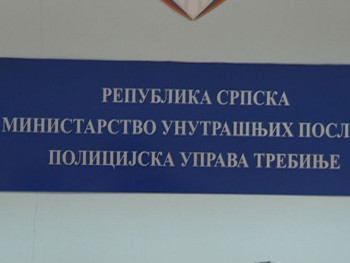 РЕПУБЛИКА СРПСКА
МИНИСТАРСТВО УНУТРАШЊИХ ПОСЛ
ПОЛИЦИЈСКА УПРАВА ТРЕБИЊЕ